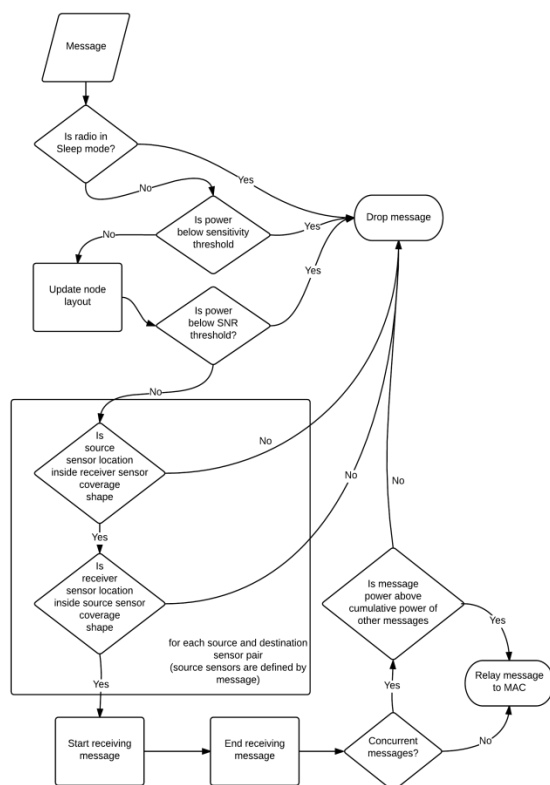 Message
Is radio in
Sleep mode?
Yes
No
Is power
below sensitivity
threshold
Yes
No
Drop message
Update node
layout
Is power
below SNR
threshold?
Yes
No
Is
source
sensor location
inside receiver sensor
coverage
shape
No
Yes
Is
receiver
sensor location
inside source sensor
coverage
shape
No
Yes
for each source and destination
sensor pair
(source sensors are defined by
message)
Start receiving
message
End receiving
message
Concurrent
messages?
Yes
No
Is message
power above
cumulative power of
other messages
No
Yes
Relay message
to MAC